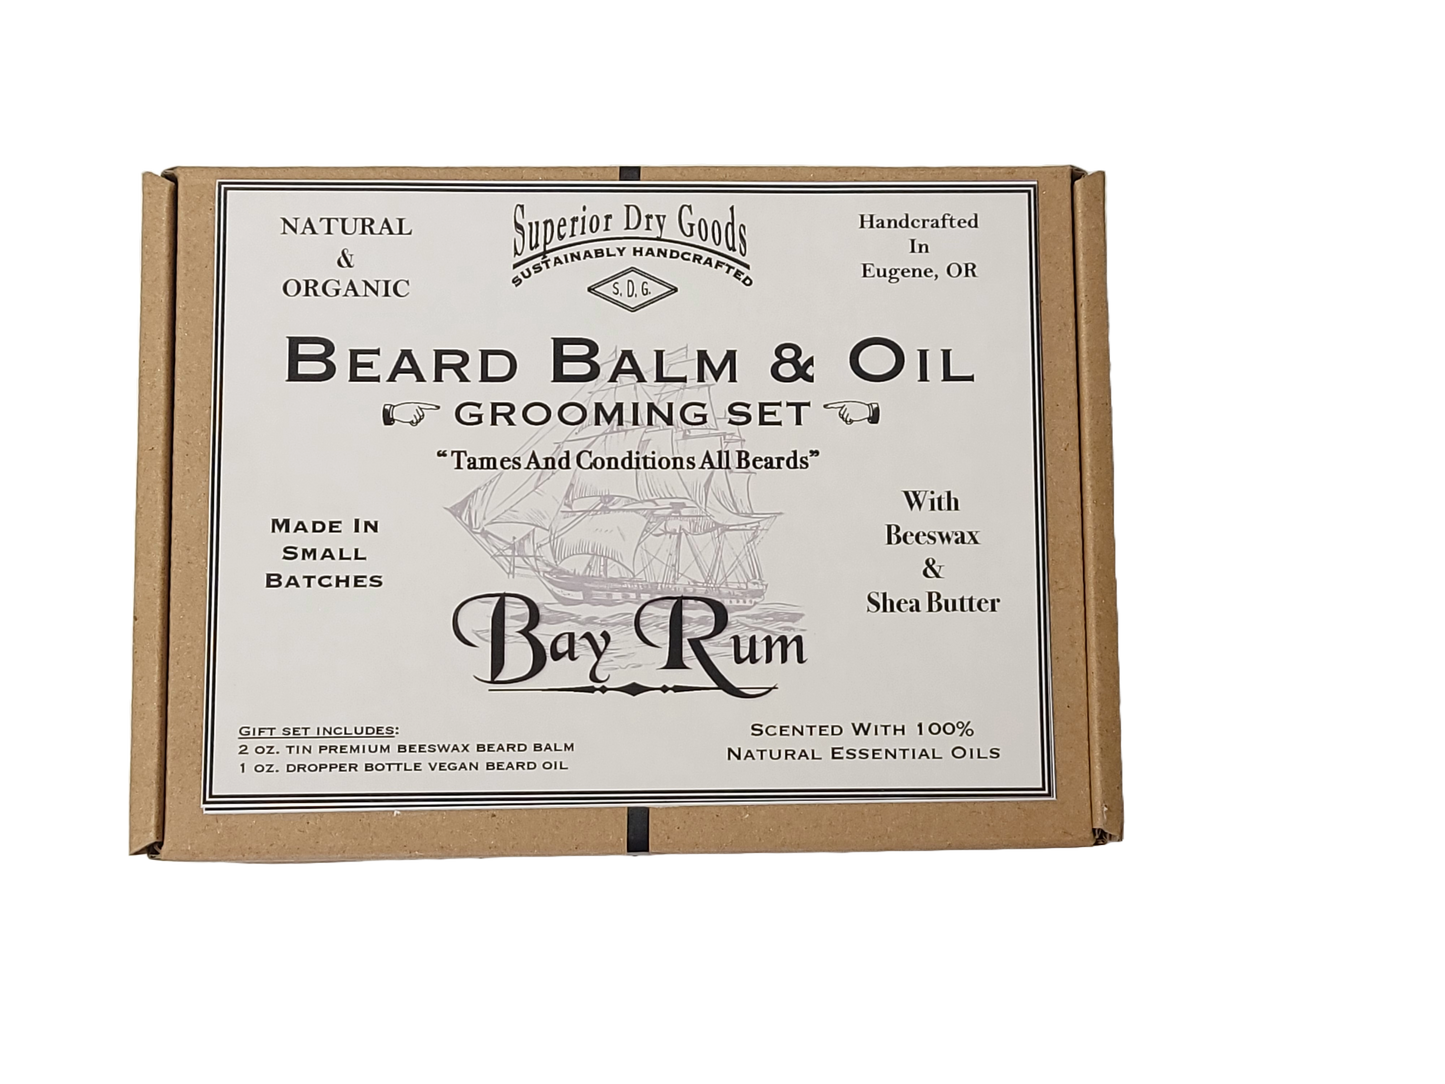 NATURAL
&
ORGANIC
Superior Dry Goods
SUSTAINABLY HANDCRAFTED
S. D. G.
Handcrafted
In
Eugene, OR
BEARD BALM & OIL
GROOMING SET
“Tames And Conditions All Beards”
MADE IN
SMALL
BATCHES
With
Beeswax
&
Shea Butter
Bay Rum
GIFT SET INCLUDES:
2 OZ. TIN PREMIUM BEESWAX BEARD BALM
1 OZ. DROPPER BOTTLE VEGAN BEARD OIL
SCENTED WITH 100%
NATURAL ESSENTIAL OILS